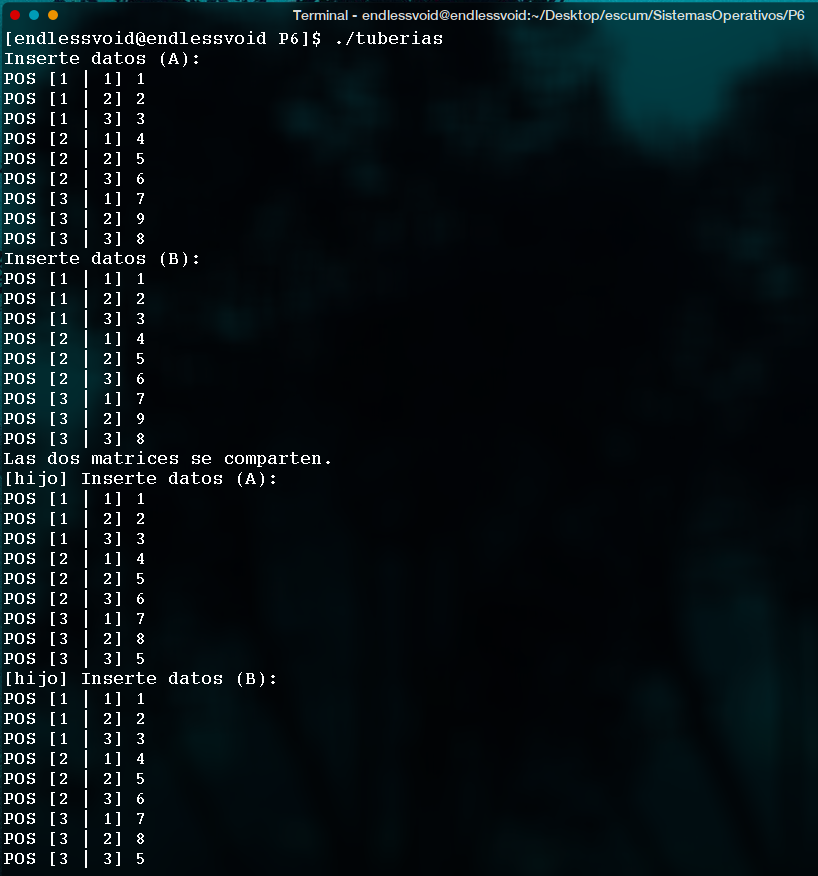 Terminal - endlessvoid@endlessvoid:~/Desktop/escum/SistemasOperativos/P6
[endlessvoid@endlessvoid P6]$ ./tuberias
Inserte datos (A):
POS [1 | 1] 1
POS [1 | 2] 2
POS [1 | 3] 3
POS [2 | 1] 4
POS [2 | 2] 5
POS [2 | 3] 6
POS [3 | 1] 7
POS [3 | 2] 9
POS [3 | 3] 8
Inserte datos (B):
POS [1 | 1] 1
POS [1 | 2] 2
POS [1 | 3] 3
POS [2 | 1] 4
POS [2 | 2] 5
POS [2 | 3] 6
POS [3 | 1] 7
POS [3 | 2] 9
POS [3 | 3] 8
Las dos matrices se comparten.
[hijo] Inserte datos (A):
POS [1 | 1] 1
POS [1 | 2] 2
POS [1 | 3] 3
POS [2 | 1] 4
POS [2 | 2] 5
POS [2 | 3] 6
POS [3 | 1] 7
POS [3 | 2] 8
POS [3 | 3] 5
[hijo] Inserte datos (B):
POS [1 | 1] 1
POS [1 | 2] 2
POS [1 | 3] 3
POS [2 | 1] 4
POS [2 | 2] 5
POS [2 | 3] 6
POS [3 | 1] 7
POS [3 | 2] 8
POS [3 | 3] 5